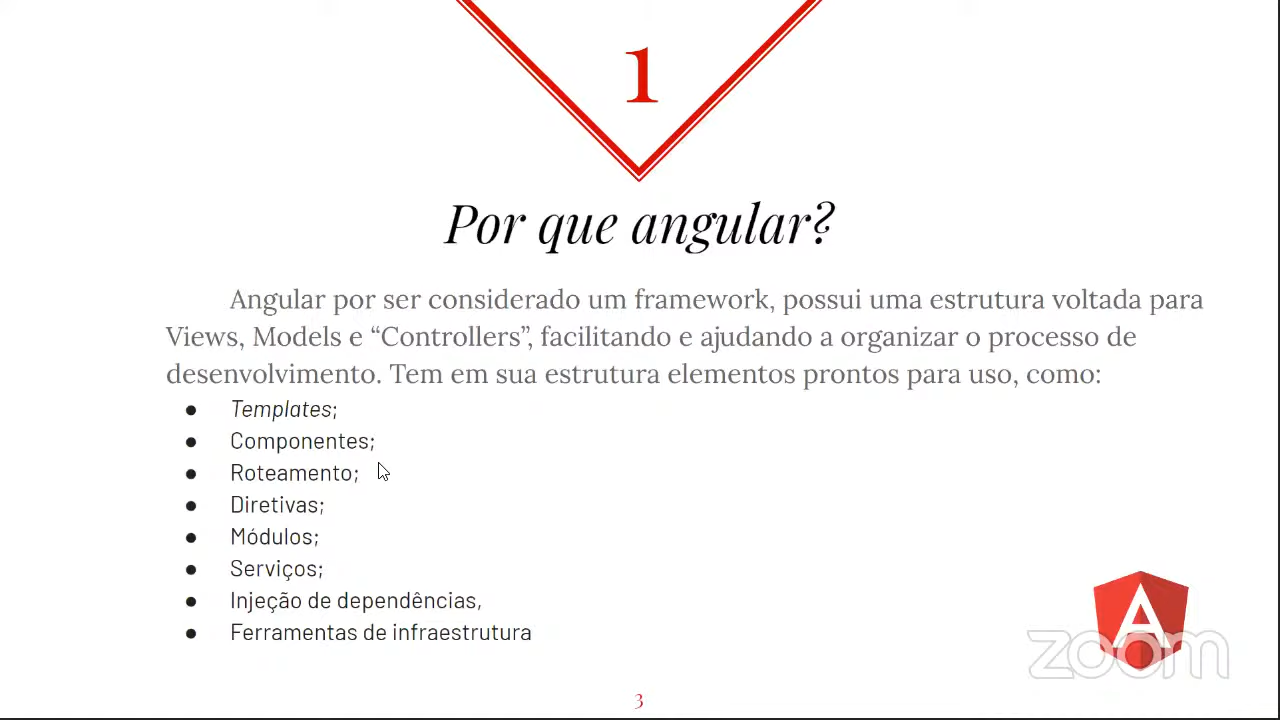 1
Por que angular?
Angular por ser considerado um framework, possui uma estrutura voltada para
Views, Models e “Controllers”, facilitando e ajudando a organizar o processo de
desenvolvimento. Tem em sua estrutura elementos prontos para uso, como:
● Templates;
● Componentes;
● Roteamento;
● Diretivas;
● Módulos;
● Serviços;
● Injeção de dependências,
● Ferramentas de infraestrutura
A
zoom
3